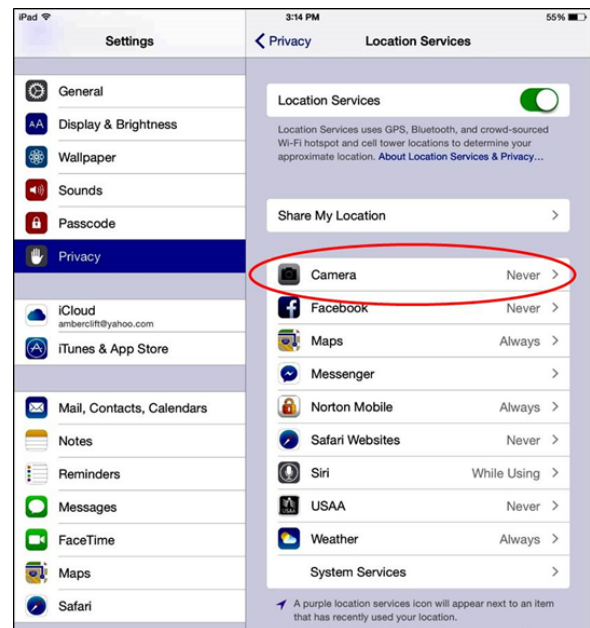 iPad 3:14 PM 55%
Settings
Privacy Location Services
General
Display & Brightness
Wallpaper
Sounds
Passcode
Privacy
iCloud
amberclift@yahoo.com
iTunes & App Store
Mail, Contacts, Calendars
Notes
Reminders
Messages
FaceTime
Maps
Safari
Location Services
Location Services uses GPS, Bluetooth, and crowd-sourced
Wi-Fi hotspot and cell tower locations to determine your
approximate location. About Location Services & Privacy...
Share My Location
Camera Never
Facebook Never
Maps Always
Messenger
Norton Mobile Always
Safari Websites Never
Siri While Using
USAA Never
Weather Always
System Services
A purple location services icon will appear next to an item
that has recently used your location.